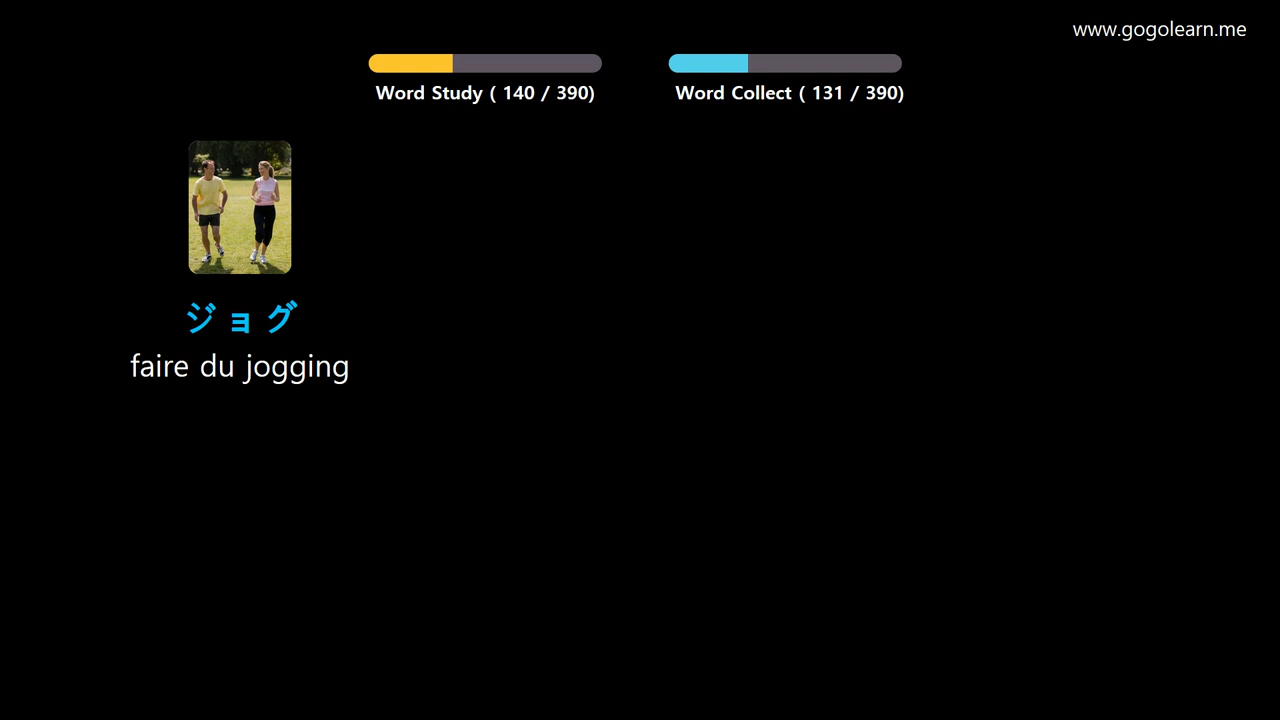 www.gogolearn.me
Word Study ( 140 / 390)
Word Collect ( 131 / 390)
ジョグ
faire du jogging